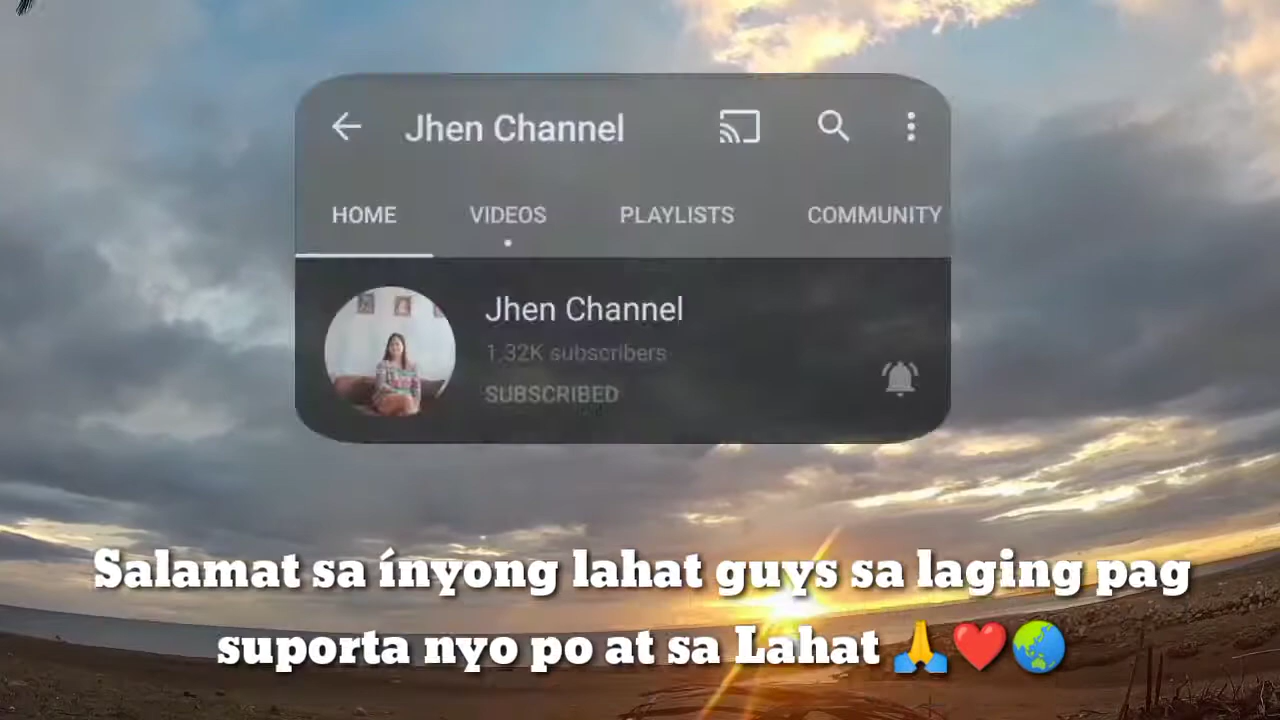 Jhen Channel
HOME VIDEOS PLAYLISTS COMMUNITY
Jhen Channel
1.32K subscribers
SUBSCRIBED
Salamat sa ínyong lahat guys sa laging pag
suporta nyo po at sa Lahat 🙏❤️🌏